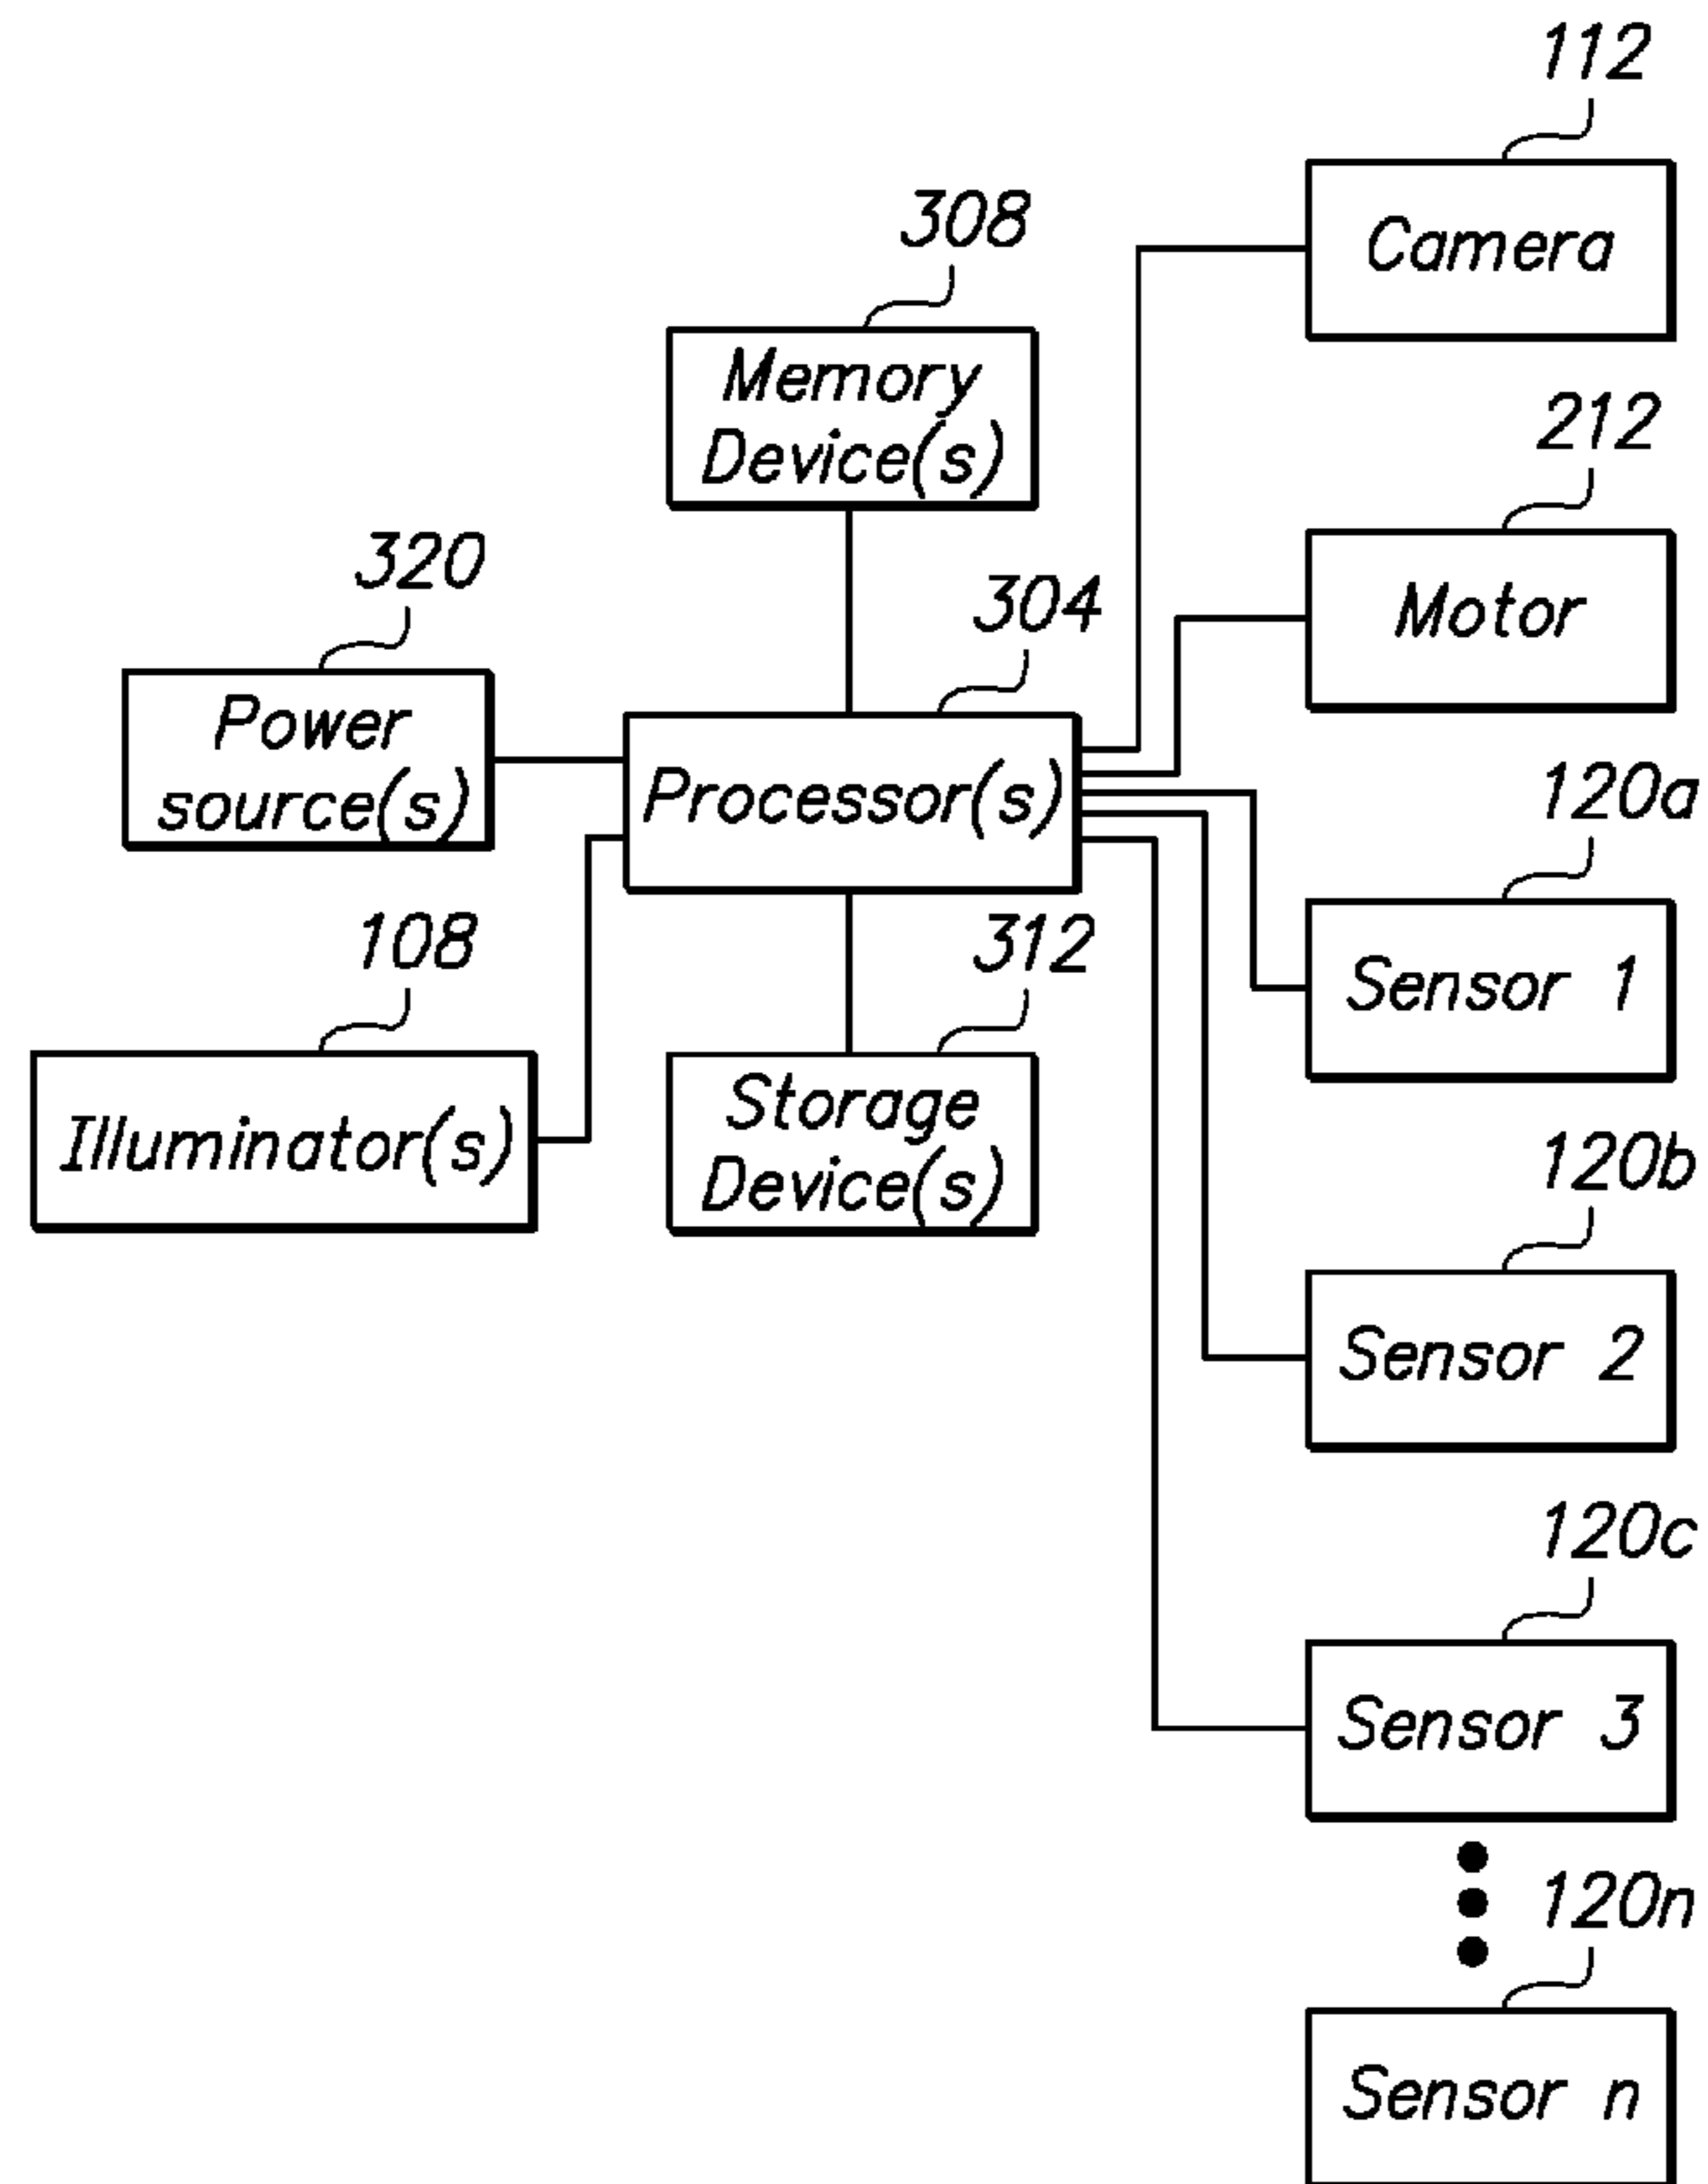 112
Camera
308
Memory
Device(s)
212
Motor
320
Power
source(s)
304
Processor(s)
120a
Sensor 1
108
Illuminator(s)
312
Storage
Device(s)
120b
Sensor 2
120c
Sensor 3
120n
Sensor n